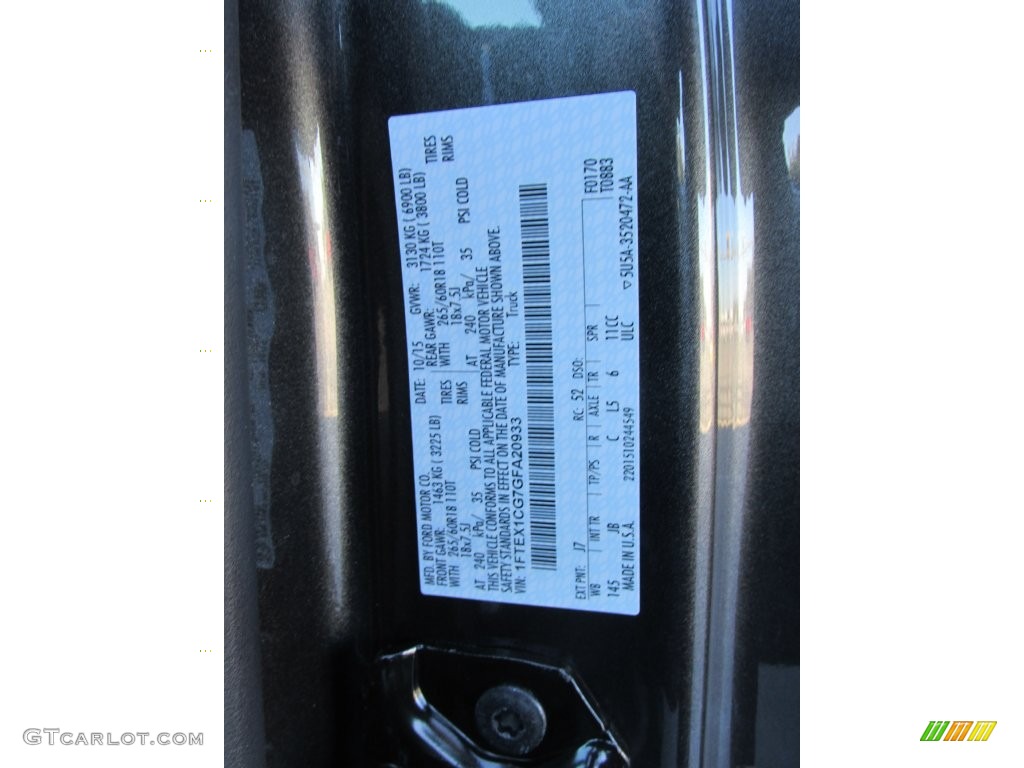 MFD. BY FORD MOTOR CO.
DATE: 10/15 GVWR: 3130 KG ( 6900 LB)
FRONT GAWR: 1463 KG ( 3225 LB) REAR GAWR: 1724 KG ( 3800 LB)
WITH 265/60R18 110T TIRES WITH 265/60R18 110T TIRES
18x7.5J RIMS 18x7.5J RIMS
AT 240 kPa/ 35 PSI COLD AT 240 kPa/ 35 PSI COLD
THIS VEHICLE CONFORMS TO ALL APPLICABLE FEDERAL MOTOR VEHICLE
SAFETY STANDARDS IN EFFECT ON THE DATE OF MANUFACTURE SHOWN ABOVE.
VIN: 1FTEX1CG7GFA20933 TYPE: Truck
EXT PNT: J7 RC: 52 DSO: F0170
WB INT TR TP/PS R AXLE TR SPR T0883
145 JB C L5 6 11CC
MADE IN U.S.A. 2201510244549 ULC ▽5U5A-3520472-AA
GTCARLOT.COM